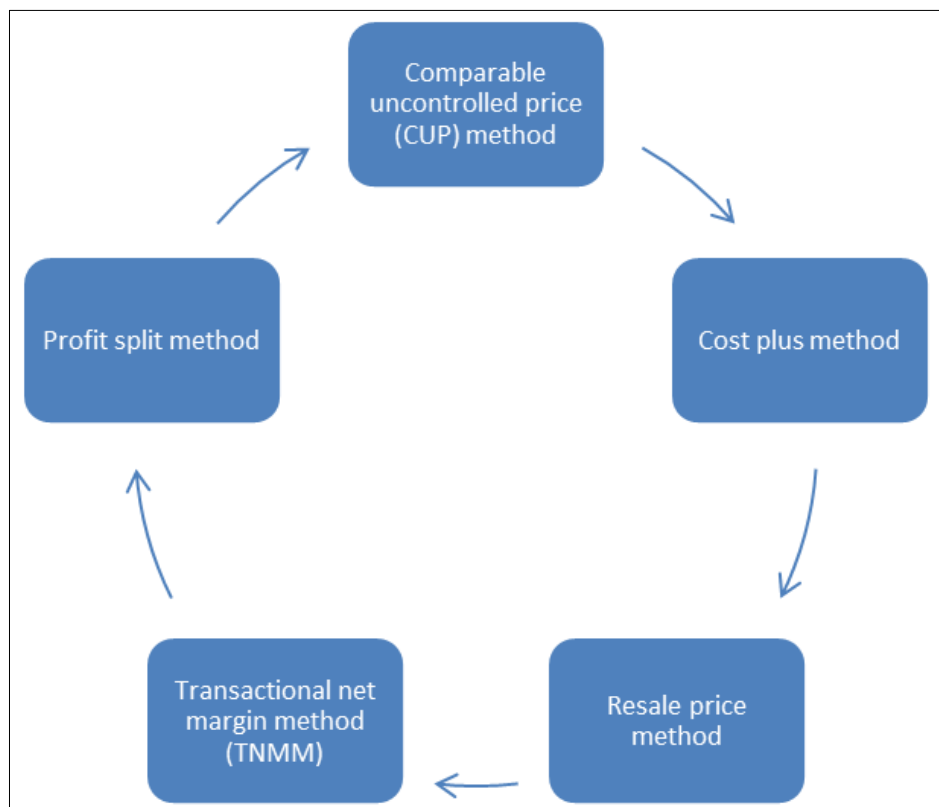 Comparable
uncontrolled price
(CUP) method
Cost plus method
Resale price
method
Transactional net
margin method
(TNMM)
Profit split method